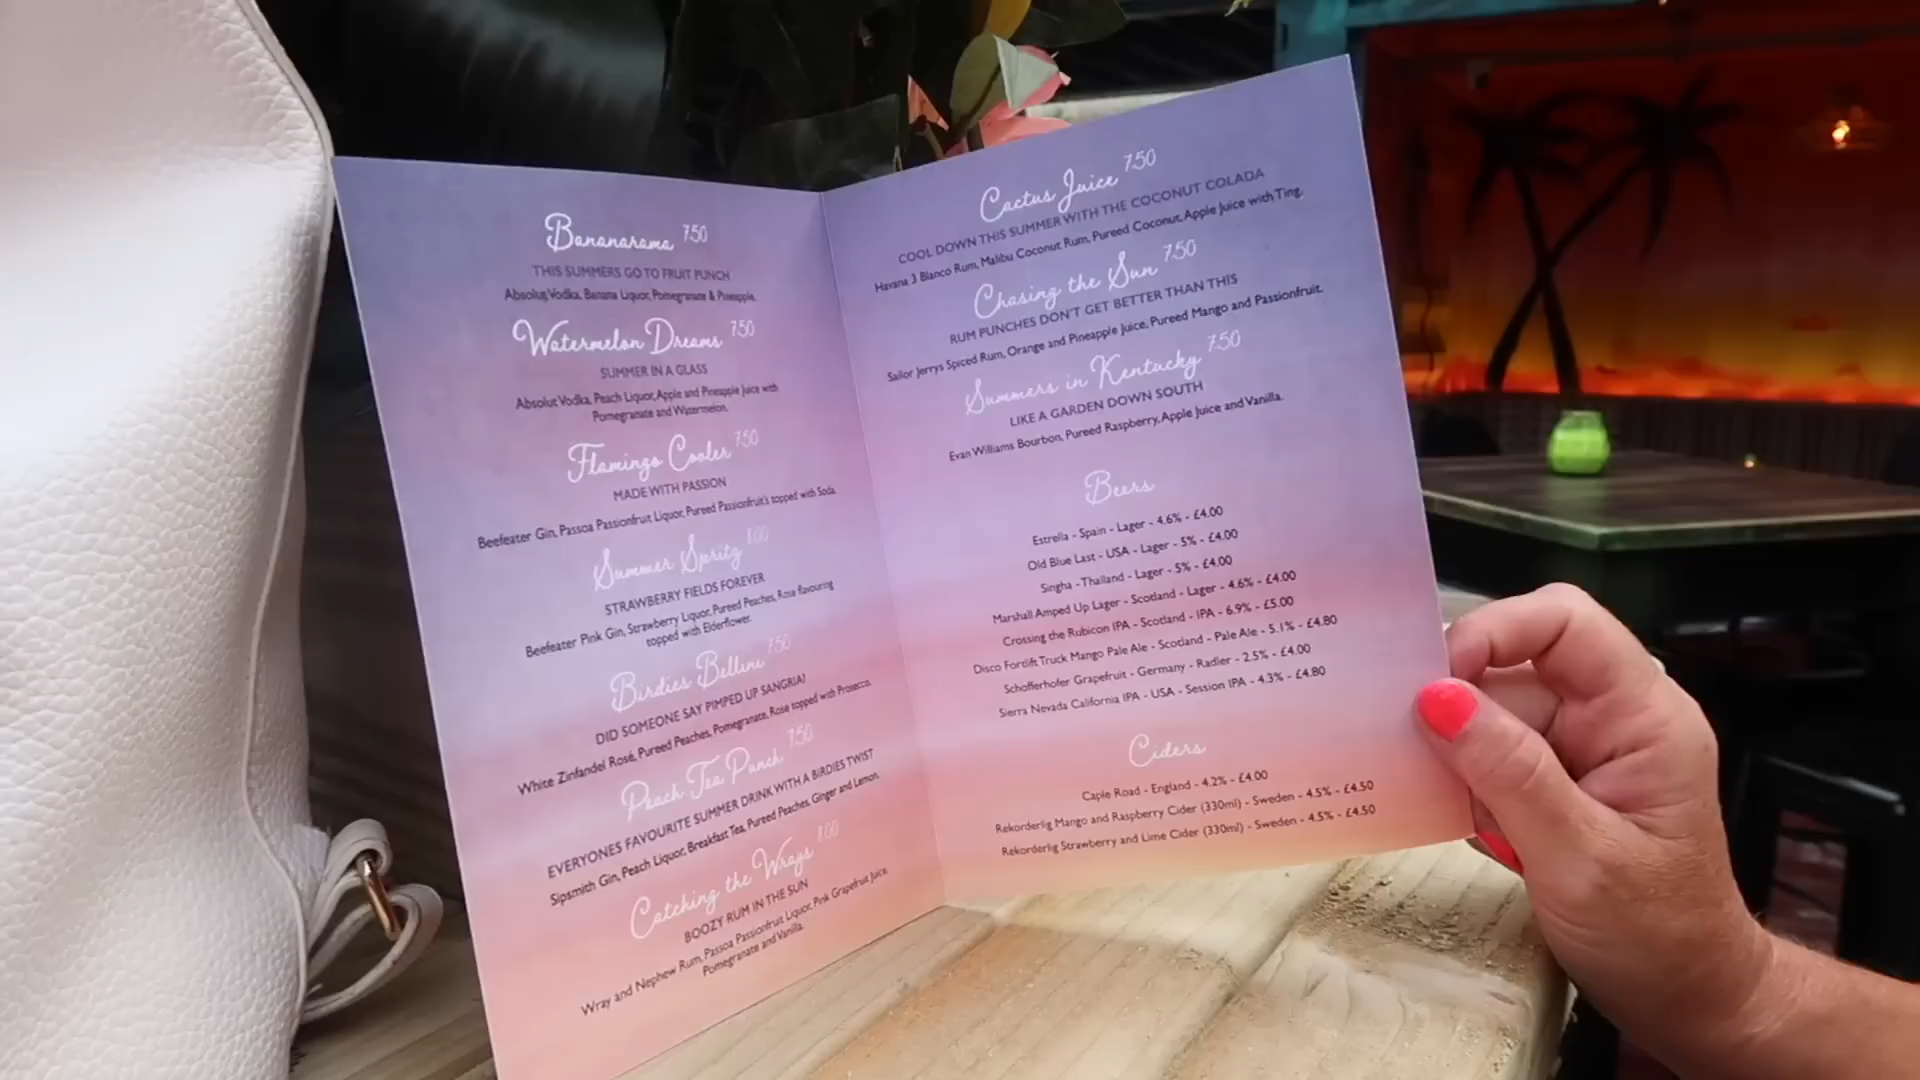 Bananarama 7.50
THIS SUMMERS GO TO FRUIT PUNCH
Absolut Vodka, Banana Liquor, Pomegranate & Pineapple.
Watermelon Dreams 7.50
SUMMER IN A GLASS
Absolut Vodka, Peach Liquor, Apple and Pineapple Juice with
Pomegranate and Watermelon.
Flamingo Cooler 7.50
MADE WITH PASSION
Beefeater Gin, Passoa Passionfruit Liquor, Pureed Passionfruit's topped with Soda.
Summer Spritz 8.00
STRAWBERRY FIELDS FOREVER
Beefeater Pink Gin, Strawberry Liquor, Pureed Peaches, Rose flavouring
topped with Elderflower.
Birdies Bellini 7.50
DID SOMEONE SAY PIMPED UP SANGRIA?
White Zinfandel Rosé, Pureed Peaches, Pomegranate, Rose topped with Prosecco.
Peach Tea Punch 7.50
EVERYONES FAVOURITE SUMMER DRINK WITH A BIRDIES TWIST
Sipsmith Gin, Peach Liquor, Breakfast Tea, Pureed Peaches, Ginger and Lemon.
Catching the Wrays 8.00
BOOZY RUM IN THE SUN
Wray and Nephew Rum, Passoa Passionfruit Liquor, Pink Grapefruit Juice,
Pomegranate and Vanilla.
Cactus Juice 7.50
COOL DOWN THIS SUMMER WITH THE COCONUT COLADA
Havana 3 Blanco Rum, Malibu Coconut Rum, Pureed Coconut, Apple Juice with Ting.
Chasing the Sun 7.50
RUM PUNCHES DON'T GET BETTER THAN THIS
Sailor Jerrys Spiced Rum, Orange and Pineapple Juice, Pureed Mango and Passionfruit.
Summers in Kentucky 7.50
LIKE A GARDEN DOWN SOUTH
Evan Williams Bourbon, Pureed Raspberry, Apple Juice and Vanilla.
Beers
Estrella - Spain - Lager - 4.6% - £4.00
Old Blue Last - USA - Lager - 5% - £4.00
Singha - Thailand - Lager - 5% - £4.00
Marshall Amped Up Lager - Scotland - Lager - 4.6% - £4.00
Crossing the Rubicon IPA - Scotland - IPA - 6.9% - £5.00
Disco Forklift Truck Mango Pale Ale - Scotland - Pale Ale - 5.1% - £4.80
Schofferhofer Grapefruit - Germany - Radler - 2.5% - £4.00
Sierra Nevada California IPA - USA - Session IPA - 4.3% - £4.80
Ciders
Caple Road - England - 4.2% - £4.00
Rekorderlig Mango and Raspberry Cider (330ml) - Sweden - 4.5% - £4.50
Rekorderlig Strawberry and Lime Cider (330ml) - Sweden - 4.5% - £4.50